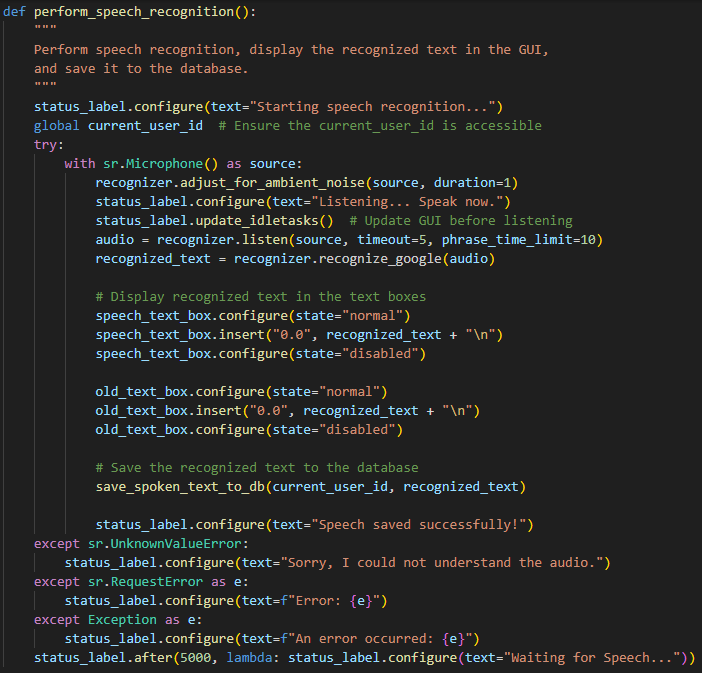 def perform_speech_recognition():
    """
    Perform speech recognition, display the recognized text in the GUI,
    and save it to the database.
    """
    status_label.configure(text="Starting speech recognition...")
    global current_user_id  # Ensure the current_user_id is accessible
    try:
        with sr.Microphone() as source:
            recognizer.adjust_for_ambient_noise(source, duration=1)
            status_label.configure(text="Listening... Speak now.")
            status_label.update_idletasks()  # Update GUI before listening
            audio = recognizer.listen(source, timeout=5, phrase_time_limit=10)
            recognized_text = recognizer.recognize_google(audio)

            # Display recognized text in the text boxes
            speech_text_box.configure(state="normal")
            speech_text_box.insert("0.0", recognized_text + "\n")
            speech_text_box.configure(state="disabled")

            old_text_box.configure(state="normal")
            old_text_box.insert("0.0", recognized_text + "\n")
            old_text_box.configure(state="disabled")

            # Save the recognized text to the database
            save_spoken_text_to_db(current_user_id, recognized_text)

            status_label.configure(text="Speech saved successfully!")
    except sr.UnknownValueError:
        status_label.configure(text="Sorry, I could not understand the audio.")
    except sr.RequestError as e:
        status_label.configure(text=f"Error: {e}")
    except Exception as e:
        status_label.configure(text=f"An error occurred: {e}")
    status_label.after(5000, lambda: status_label.configure(text="Waiting for Speech..."))